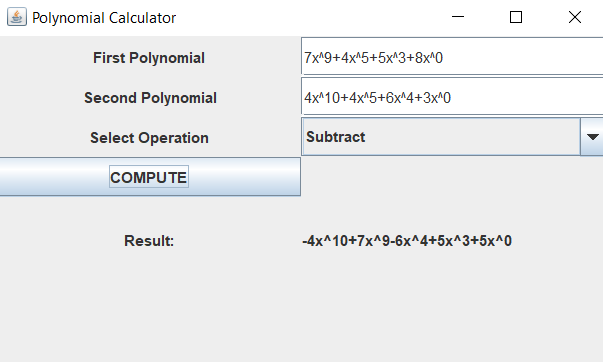 Polynomial Calculator
First Polynomial 7x^9+4x^5+5x^3+8x^0
Second Polynomial 4x^10+4x^5+6x^4+3x^0
Select Operation Subtract
COMPUTE
Result: -4x^10+7x^9-6x^4+5x^3+5x^0